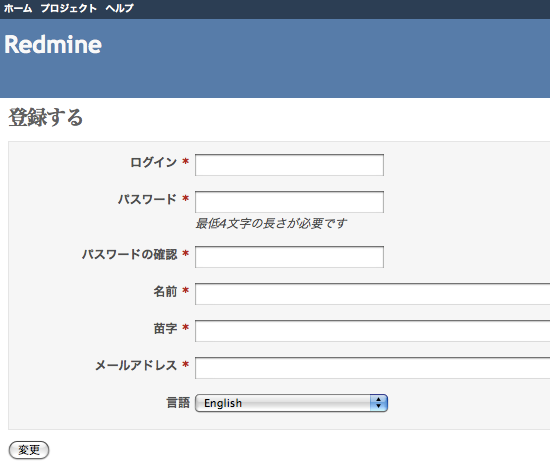 ホーム プロジェクト ヘルプ
Redmine
登録する
ログイン *
パスワード *
最低4文字の長さが必要です
パスワードの確認 *
名前 *
苗字 *
メールアドレス *
言語 English
変更